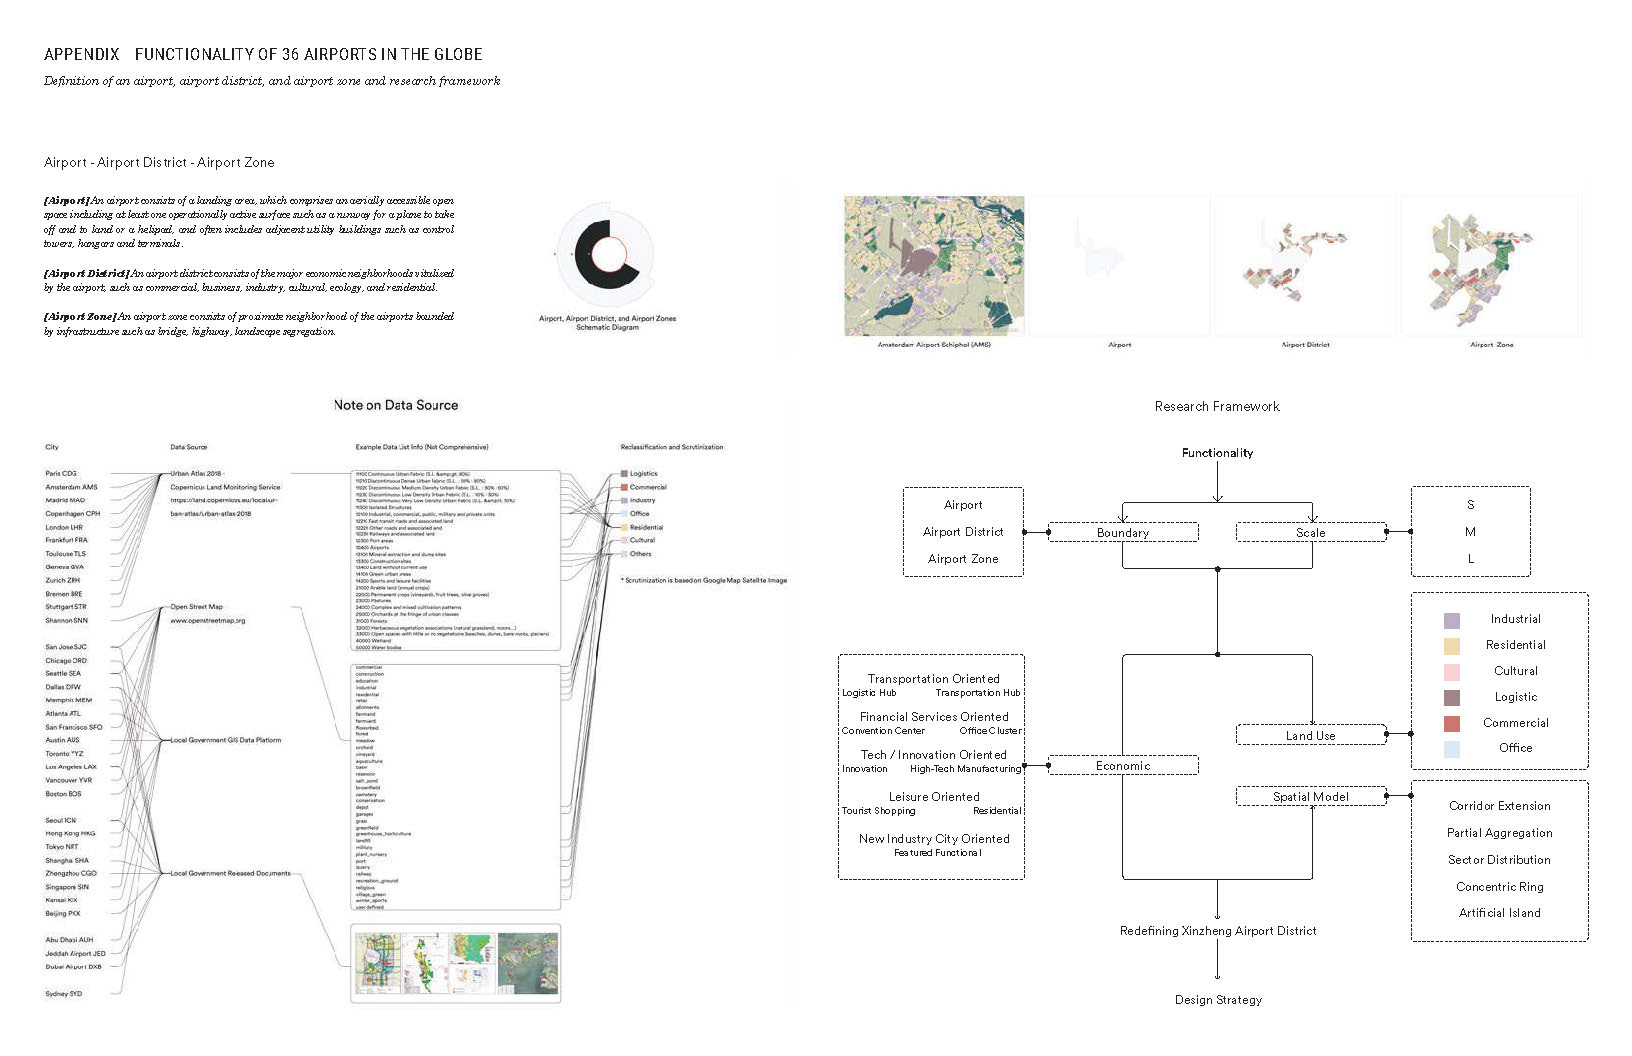 APPENDIX FUNCTIONALITY OF 36 AIRPORTS IN THE GLOBE
Definition of an airport, airport district, and airport zone and research framework
Airport - Airport District - Airport Zone
[Airport] An airport consists of a landing area, which comprises an aerially accessible open
space including at least one operationally active surface such as a runway for a plane to take
off and to land or a helipad, and often includes adjacent utility buildings such as control
towers, hangars and terminals.
[Airport District] An airport district consists of the major economic neighborhoods vitalized
by the airport, such as commercial, business, industry, cultural, ecology, and residential.
[Airport Zone] An airport zone consists of proximate neighborhood of the airports bounded
by infrastructure such as bridge, highway, landscape segregation.
Airport, Airport District, and Airport Zones
Schematic Diagram
Amsterdam Airport Schiphol (AMS)
Airport
Airport District
Airport Zone
Note on Data Source
City
Paris CDG
Amsterdam AMS
Madrid MAD
Copenhagen CPH
London LHR
Frankfurt FRA
Toulouse TLS
Geneva GVA
Zurich ZRH
Bremen BRE
Stuttgart STR
Shannon SNN
San Jose SJC
Chicago ORD
Seattle SEA
Dallas DFW
Memphis MEM
Atlanta ATL
San Francisco SFO
Austin AUS
Toronto YYZ
Los Angeles LAX
Vancouver YVR
Boston BOS
Seoul ICN
Hong Kong HKG
Tokyo NRT
Shangha SHA
Zhengzhou CGO
Singapore SIN
Kansai KIX
Beijing PKX
Abu Dhabi AUH
Jeddah Airport JED
Dubai Airport DXB
Sydney SYD
Data Source
Urban Atlas 2018 -
Copernicus Land Monitoring Service
https://land.copernicus.eu/local/ur-
ban-atlas/urban-atlas-2018
Open Street Map
www.openstreetmap.org
Local Government GIS Data Platform
Local Government Released Documents
Example Data List Info (Not Comprehensive)
11100 Continuous Urban Fabric (S.L. &amp;gt; 80%)
11210 Discontinuous Dense Urban Fabric (S.L. : 50% - 80%)
11220 Discontinuous Medium Density Urban Fabric (S.L. : 30% - 50%)
11230 Discontinuous Low Density Urban Fabric (S.L. : 10% - 30%)
11240 Discontinuous Very Low Density Urban Fabric (S.L. &amp;lt; 10%)
11300 Isolated Structures
12100 Industrial, commercial, public, military and private units
12210 Fast transit roads and associated land
12220 Other roads and associated land
12230 Railways and associated land
12300 Port areas
12400 Airports
13100 Mineral extraction and dump sites
13300 Construction sites
13400 Land without current use
14100 Green urban areas
14200 Sports and leisure facilities
21000 Arable land (annual crops)
22000 Permanent crops (vineyards, fruit trees, olive groves)
23000 Pastures
24000 Complex and mixed cultivation patterns
25000 Orchards at the fringe of urban classes
31000 Forests
32000 Herbaceous vegetation associations (natural grassland, moors...)
33000 Open spaces with little or no vegetations (beaches, dunes, bare rocks, glaciers)
40000 Wetland
50000 Water bodies
commercial
construction
education
industrial
residential
retail
allotments
farmland
farmyard
flowerbed
forest
meadow
orchard
vineyard
aquaculture
basin
reservoir
salt_pond
brownfield
cemetery
conservation
depot
garages
grass
greenfield
greenhouse_horticulture
landfill
military
plant_nursery
port
quarry
railway
recreation_ground
religious
village_green
winter_sports
user defined
Reclassification and Scrutinization
Logistics
Commercial
Industry
Office
Residential
Cultural
Others
* Scrutinization is based on Google Map Satellite Image
Research Framework
Functionality
Airport
Airport District
Airport Zone
Boundary
Scale
S
M
L
Industrial
Residential
Cultural
Logistic
Commercial
Office
Transportation Oriented
Logistic Hub Transportation Hub
Financial Services Oriented
Convention Center Office Cluster
Tech / Innovation Oriented
Innovation High-Tech Manufacturing
Leisure Oriented
Tourist Shopping Residential
New Industry City Oriented
Featured Functional
Economic
Land Use
Spatial Model
Corridor Extension
Partial Aggregation
Sector Distribution
Concentric Ring
Artificial Island
Redefining Xinzheng Airport District
Design Strategy